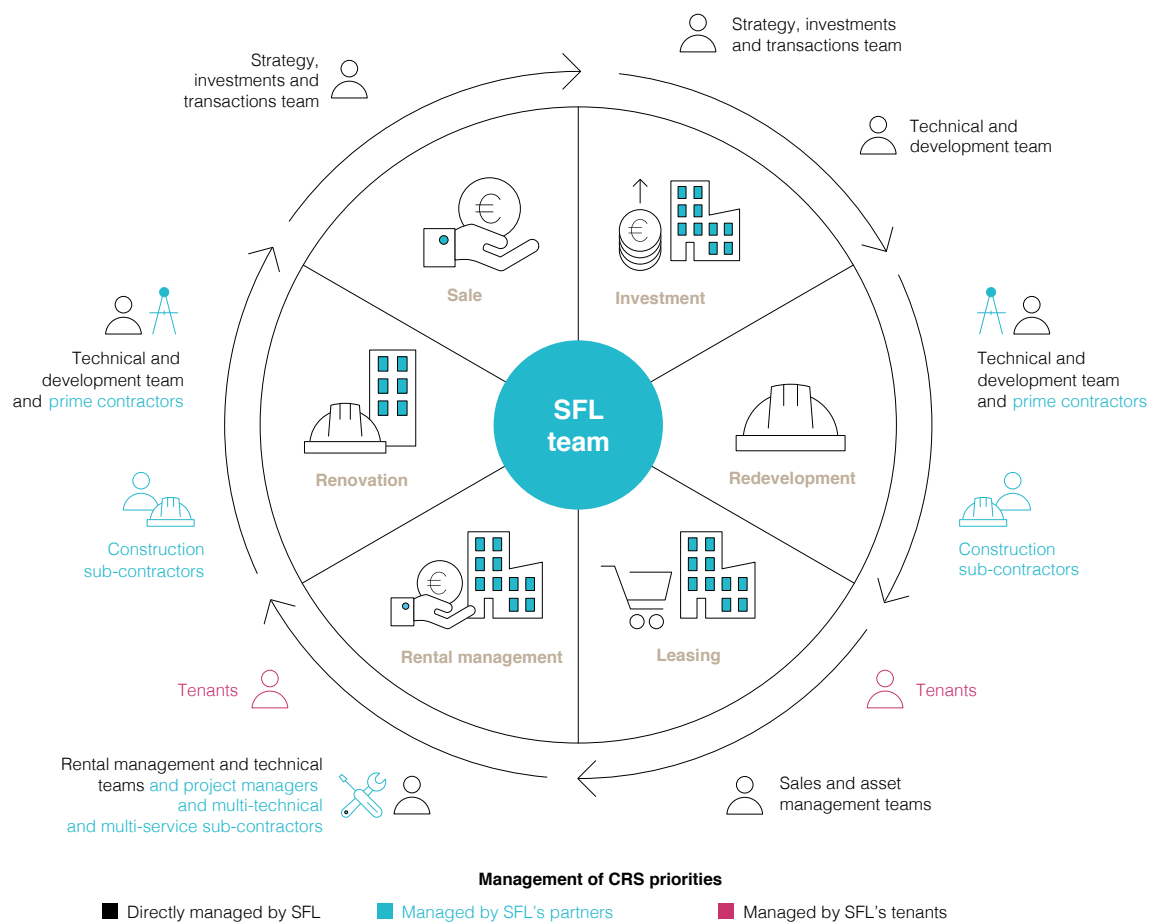 Strategy, investments
and transactions team
Strategy,
investments and
transactions team
Technical and
development team
€
€
Sale
Investment
Technical and
development team
and prime contractors
Technical and
development team
and prime contractors
SFL
team
Renovation
Redevelopment
Construction
sub-contractors
Construction
sub-contractors
€
Rental management
Leasing
Tenants
Tenants
Rental management and technical
teams and project managers
and multi-technical
and multi-service sub-contractors
Sales and asset
management teams
Management of CRS priorities
Directly managed by SFL
Managed by SFL's partners
Managed by SFL's tenants